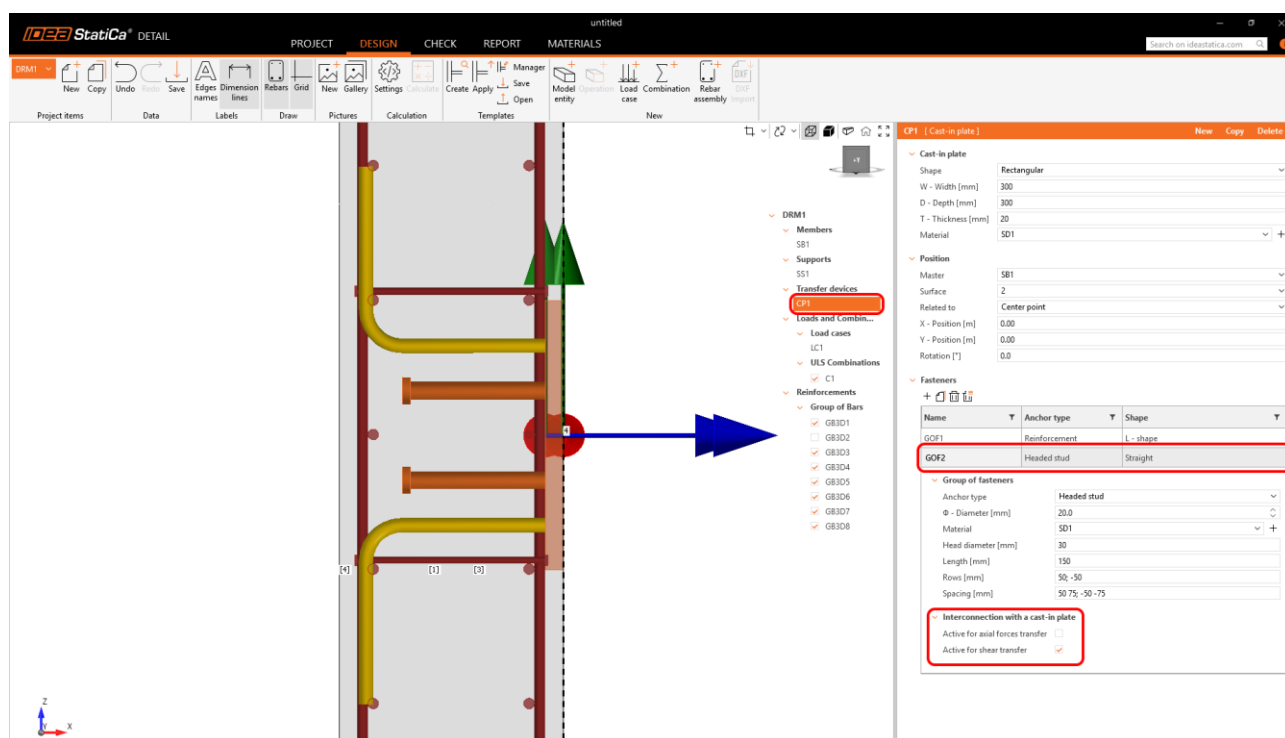 untitled
IDEA StatiCa® DETAIL
PROJECT DESIGN CHECK REPORT MATERIALS
Search on ideastatica.com
DRM1
New Copy Undo Redo Save Edges names Dimension lines Rebars Grid New Gallery Settings Calculate Create Apply Manager Save Open Model entity Operation Load case Combination Rebar assembly DXF Import
Project items Data Labels Draw Pictures Calculation Templates New
+Y
DRM1
Members
SB1
Supports
SS1
Transfer devices
CP1
Loads and Combin...
Load cases
LC1
ULS Combinations
C1
Reinforcements
Group of Bars
GB3D1
GB3D2
GB3D3
GB3D4
GB3D5
GB3D6
GB3D7
GB3D8
4
[4] [1] [3]
Z
Y X
CP1 [ Cast-in plate ] New Copy Delete
Cast-in plate
Shape Rectangular
W - Width [mm] 300
D - Depth [mm] 300
T - Thickness [mm] 20
Material SD1
Position
Master SB1
Surface 2
Related to Center point
X - Position [m] 0.00
Y - Position [m] 0.00
Rotation [°] 0.0
Fasteners
Name Anchor type Shape
GOF1 Reinforcement L - shape
GOF2 Headed stud Straight
Group of fasteners
Anchor type Headed stud
Φ - Diameter [mm] 20.0
Material SD1
Head diameter [mm] 30
Length [mm] 150
Rows [mm] 50; -50
Spacing [mm] 50 75; -50 -75
Interconnection with a cast-in plate
Active for axial forces transfer
Active for shear transfer